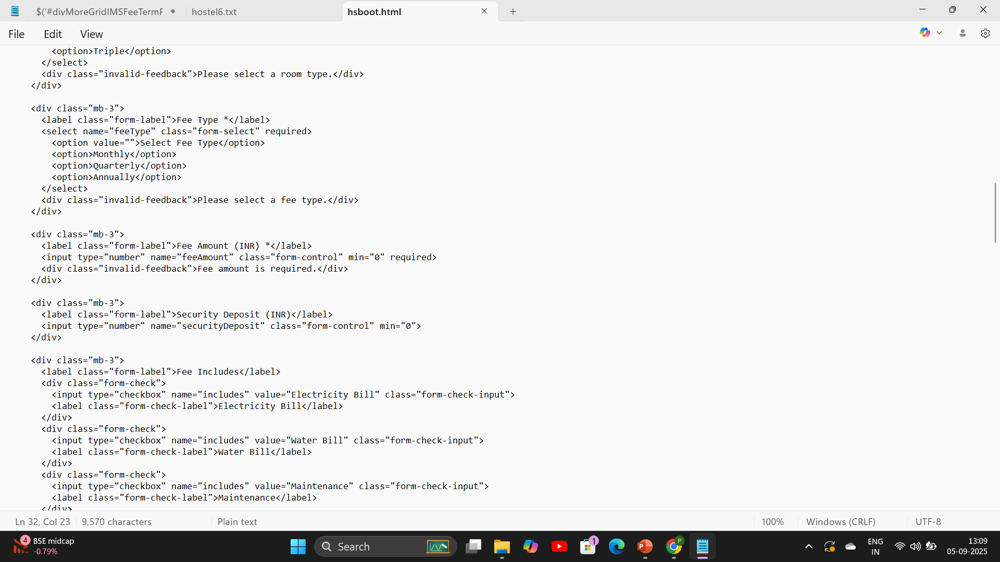 $('#divMoreGridIMSFeeTermF
hostel6.txt
hsboot.html
File Edit View
<option>Triple</option>
</select>
<div class="invalid-feedback">Please select a room type.</div>
</div>
<div class="mb-3">
<label class="form-label">Fee Type *</label>
<select name="feeType" class="form-select" required>
<option value="">Select Fee Type</option>
<option>Monthly</option>
<option>Quarterly</option>
<option>Annually</option>
</select>
<div class="invalid-feedback">Please select a fee type.</div>
</div>
<div class="mb-3">
<label class="form-label">Fee Amount (INR) *</label>
<input type="number" name="feeAmount" class="form-control" min="0" required>
<div class="invalid-feedback">Fee amount is required.</div>
</div>
<div class="mb-3">
<label class="form-label">Security Deposit (INR)</label>
<input type="number" name="securityDeposit" class="form-control" min="0">
</div>
<div class="mb-3">
<label class="form-label">Fee Includes</label>
<div class="form-check">
<input type="checkbox" name="includes" value="Electricity Bill" class="form-check-input">
<label class="form-check-label">Electricity Bill</label>
</div>
<div class="form-check">
<input type="checkbox" name="includes" value="Water Bill" class="form-check-input">
<label class="form-check-label">Water Bill</label>
</div>
<div class="form-check">
<input type="checkbox" name="includes" value="Maintenance" class="form-check-input">
<label class="form-check-label">Maintenance</label>
</div>
Ln 32, Col 23 9,570 characters Plain text 100% Windows (CRLF) UTF-8
4
BSE midcap
-0.79%
Search
1
P
P
ENG
IN
13:09
05-09-2025